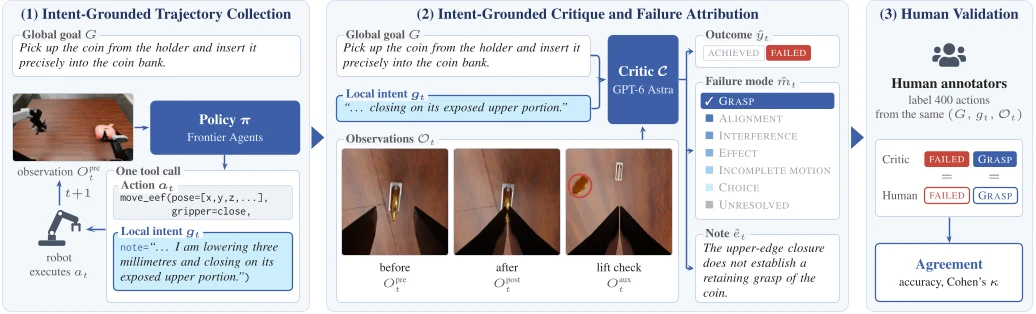 (1) Intent-Grounded Trajectory Collection
Global goal G
Pick up the coin from the holder and insert it
precisely into the coin bank.
Policy π
Frontier Agents
observation O_t^pre
t+1
robot
executes a_t
One tool call
Action a_t
move_eef(pose=[x,y,z,...],
gripper=close,
Local intent g_t
note="... I am lowering three
millimetres and closing on its
exposed upper portion.")
(2) Intent-Grounded Critique and Failure Attribution
Global goal G
Pick up the coin from the holder and insert it
precisely into the coin bank.
Local intent g_t
"... closing on its exposed upper portion."
Critic C
GPT-6 Astra
Observations O_t
before
O_t^pre
after
O_t^post
lift check
O_t^aux
Outcome ŷ_t
ACHIEVED FAILED
Failure mode m̂_t
✓ GRASP
ALIGNMENT
INTERFERENCE
EFFECT
INCOMPLETE MOTION
CHOICE
UNRESOLVED
Note ê_t
The upper-edge closure
does not establish a
retaining grasp of the
coin.
(3) Human Validation
Human annotators
label 400 actions
from the same (G, g_t, O_t)
Critic FAILED GRASP
= =
Human FAILED GRASP
Agreement
accuracy, Cohen's κ